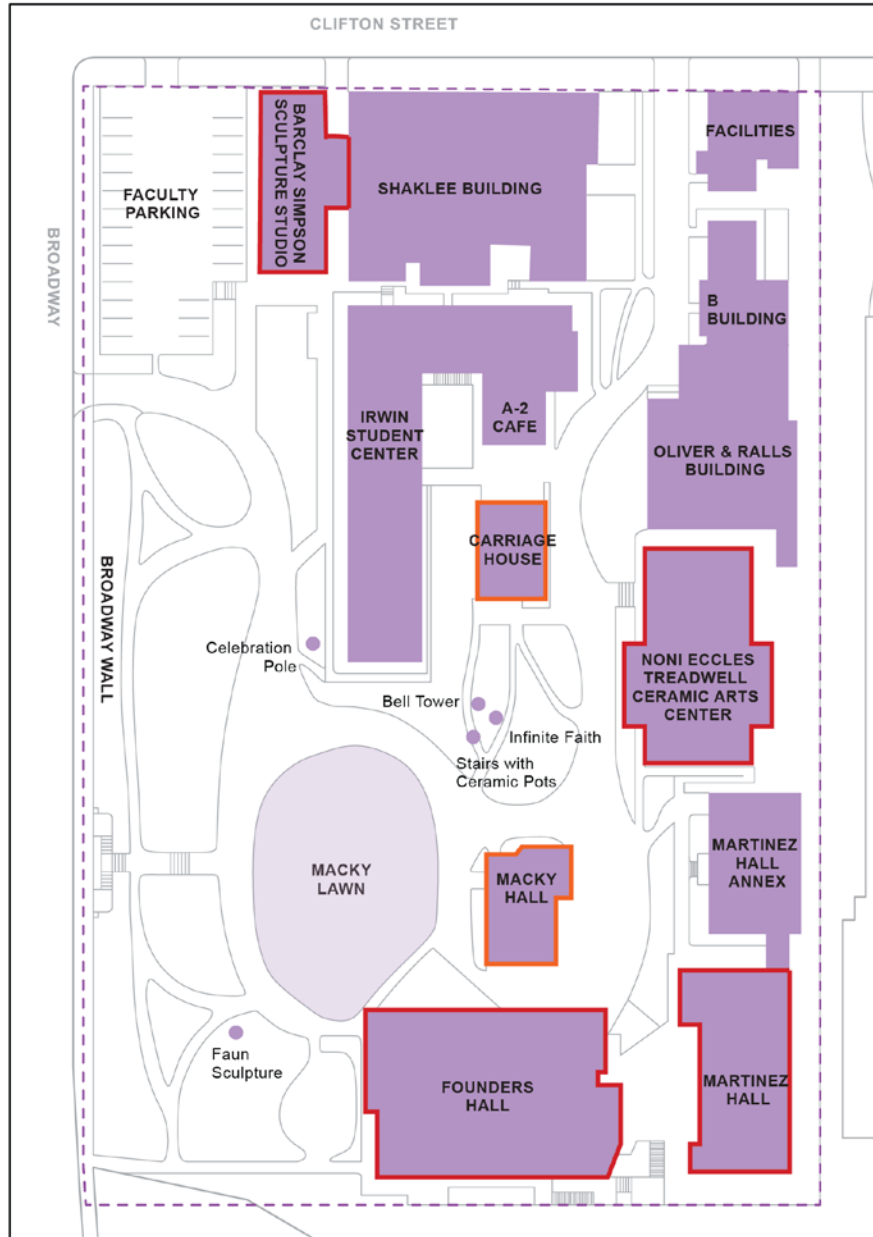 CLIFTON STREET
BROADWAY
FACULTY
PARKING
BARCLAY SIMPSON
SCULPTURE STUDIO
SHAKLEE BUILDING
FACILITIES
B
BUILDING
IRWIN
STUDENT
CENTER
A-2
CAFE
OLIVER & RALLS
BUILDING
CARRIAGE
HOUSE
BROADWAY WALL
Celebration
Pole
NONI ECCLES
TREADWELL
CERAMIC ARTS
CENTER
Bell Tower
Infinite Faith
Stairs with
Ceramic Pots
MACKY
LAWN
MACKY
HALL
MARTINEZ
HALL
ANNEX
Faun
Sculpture
FOUNDERS
HALL
MARTINEZ
HALL